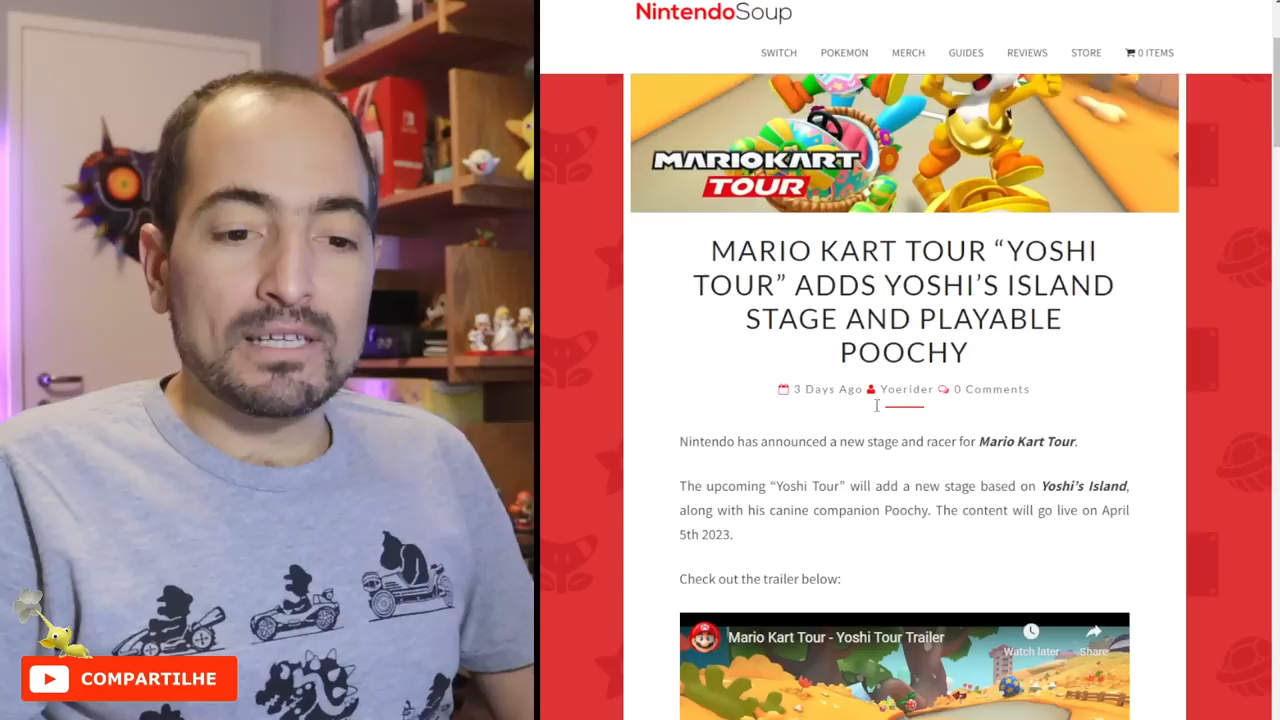 NintendoSoup
SWITCH POKEMON MERCH GUIDES REVIEWS STORE 0 ITEMS
MARIOKART
TOUR
MARIO KART TOUR “YOSHI
TOUR” ADDS YOSHI’S ISLAND
STAGE AND PLAYABLE
POOCHY
3 Days Ago Yoerider 0 Comments
Nintendo has announced a new stage and racer for Mario Kart Tour.
The upcoming “Yoshi Tour” will add a new stage based on Yoshi’s Island,
along with his canine companion Poochy. The content will go live on April
5th 2023.
Check out the trailer below:
Mario Kart Tour - Yoshi Tour Trailer
Watch later Share
COMPARTILHE